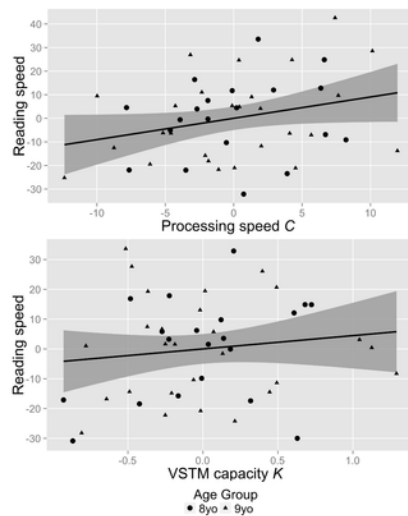 Reading speed
40
30
20
10
0
-10
-20
-30
-10 -5 0 5 10
Processing speed C
Reading speed
30
20
10
0
-10
-20
-30
-0.5 0.0 0.5 1.0
VSTM capacity K
Age Group
8yo 9yo